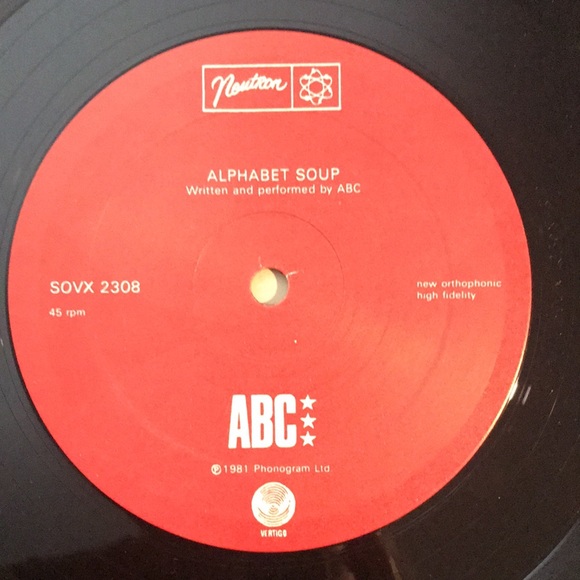 Neutron
ALPHABET SOUP
Written and performed by ABC
SOVX 2308
45 rpm
new orthophonic
high fidelity
ABC
℗1981 Phonogram Ltd.
VERTIGO